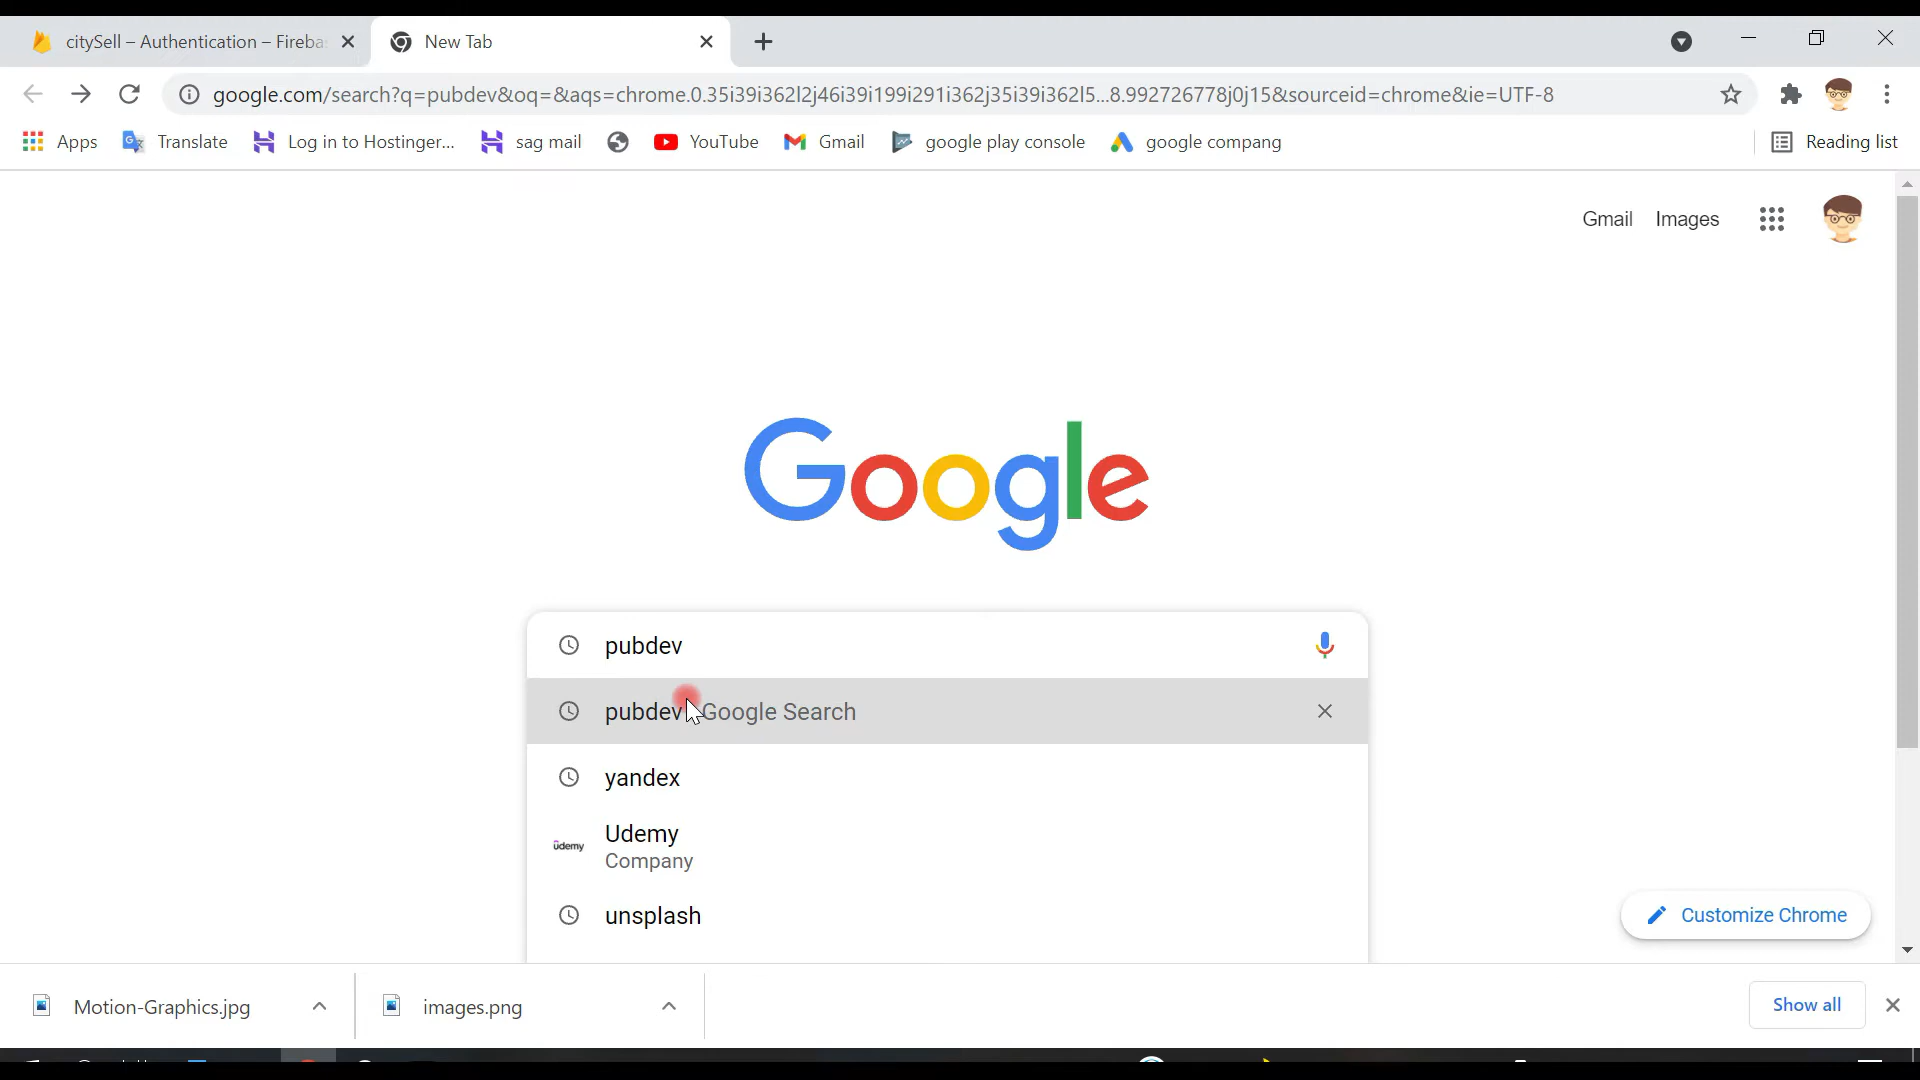 citySell – Authentication – Fireba
New Tab
google.com/search?q=pubdev&oq=&aqs=chrome.0.35i39i362l2j46i39i199i291i362j35i39i362l5...8.992726778j0j15&sourceid=chrome&ie=UTF-8
Apps Translate Log in to Hostinger... sag mail YouTube Gmail google play console google compang Reading list
Gmail Images
Google
pubdev
pubdev Google Search
yandex
udemy Udemy
Company
unsplash
Customize Chrome
Motion-Graphics.jpg images.png Show all